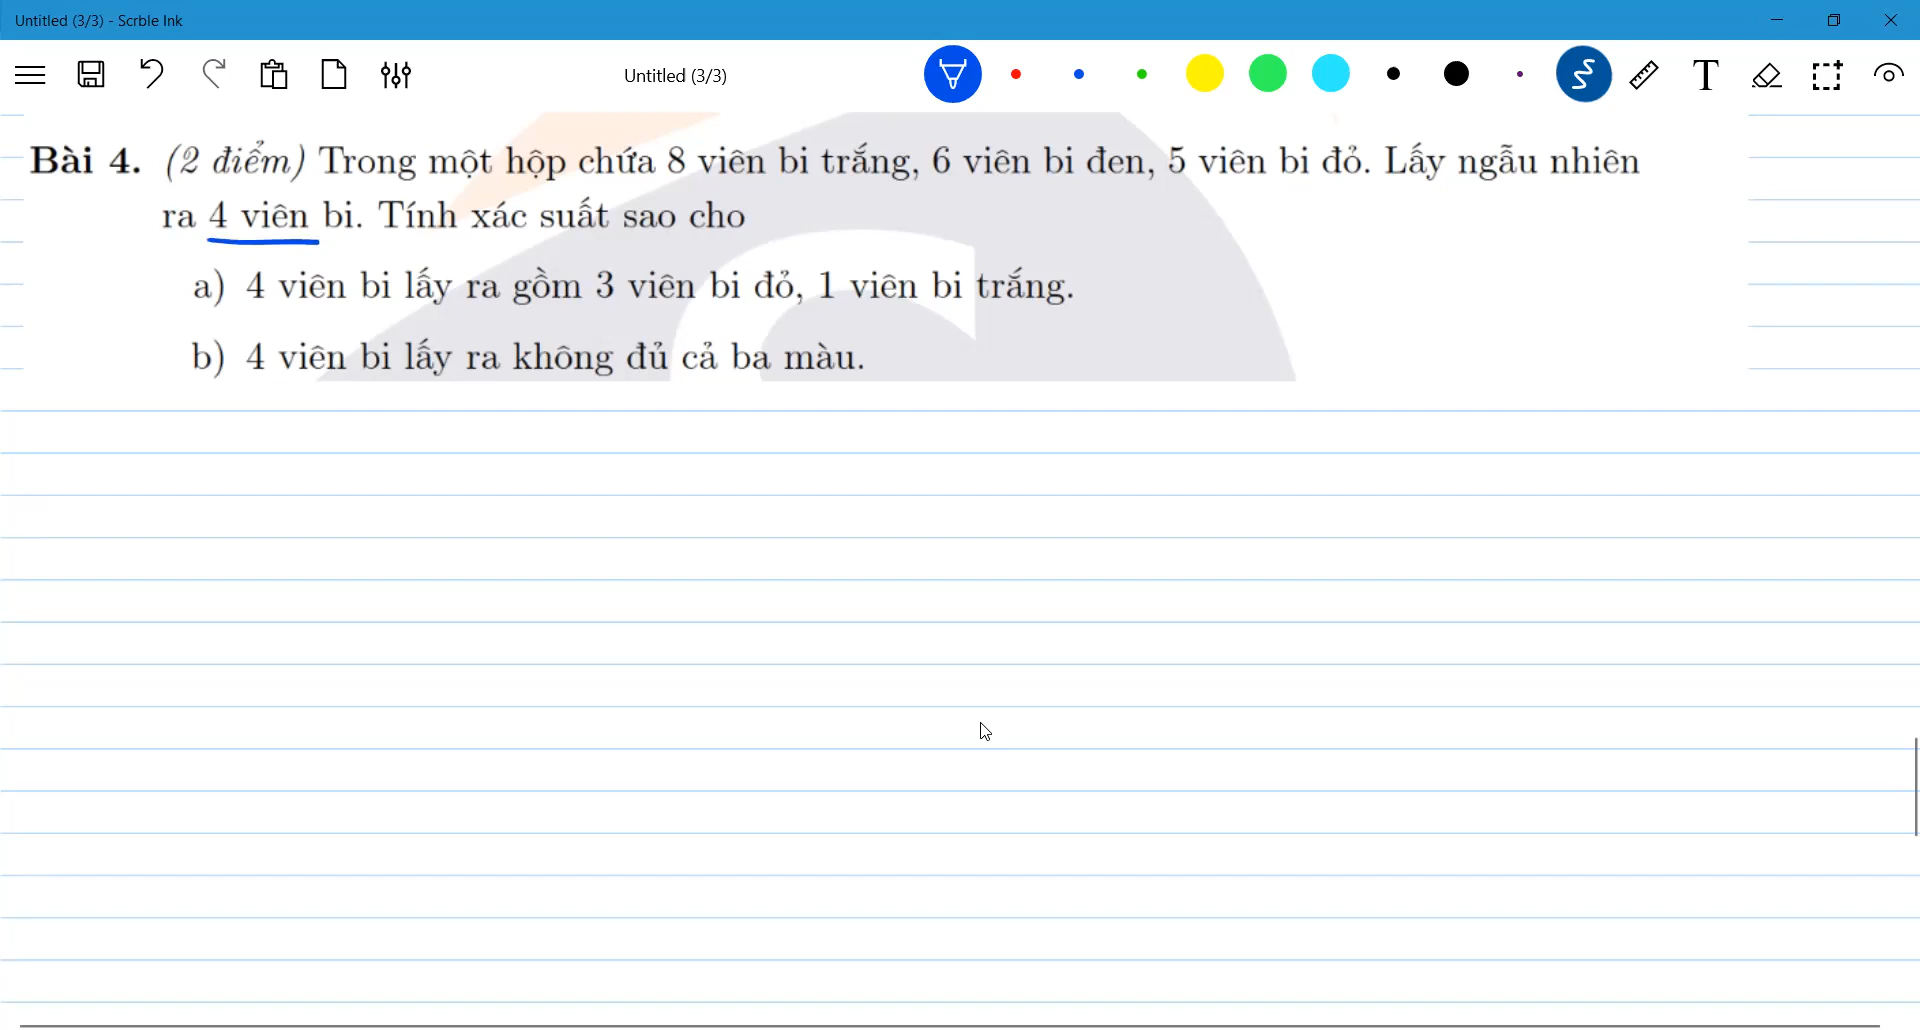 Untitled (3/3) - Scrble Ink
Untitled (3/3)
T
Bài 4. (2 điểm) Trong một hộp chứa 8 viên bi trắng, 6 viên bi đen, 5 viên bi đỏ. Lấy ngẫu nhiên
ra 4 viên bi. Tính xác suất sao cho
a) 4 viên bi lấy ra gồm 3 viên bi đỏ, 1 viên bi trắng.
b) 4 viên bi lấy ra không đủ cả ba màu.